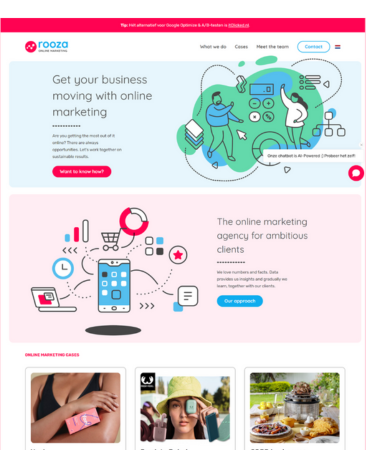 Tip: Hét alternatief voor Google Optimize & A/B-testen is
rooza
ONLINE MARKETING
What we do
Cases
Meet the team
Contact
Get your business
moving with online
marketing
Are you getting the most out of it
online? There are always
opportunities. Let's work together on
sustainable results.
Want to know how?
Onze chatbot is AI-Powered | Probeer het zelf!
The online marketing
agency for ambitious
clients
We love numbers and facts. Data
provides us insights and gradually we
learn, together with our clients.
Our approach
ONLINE MARKETING CASES